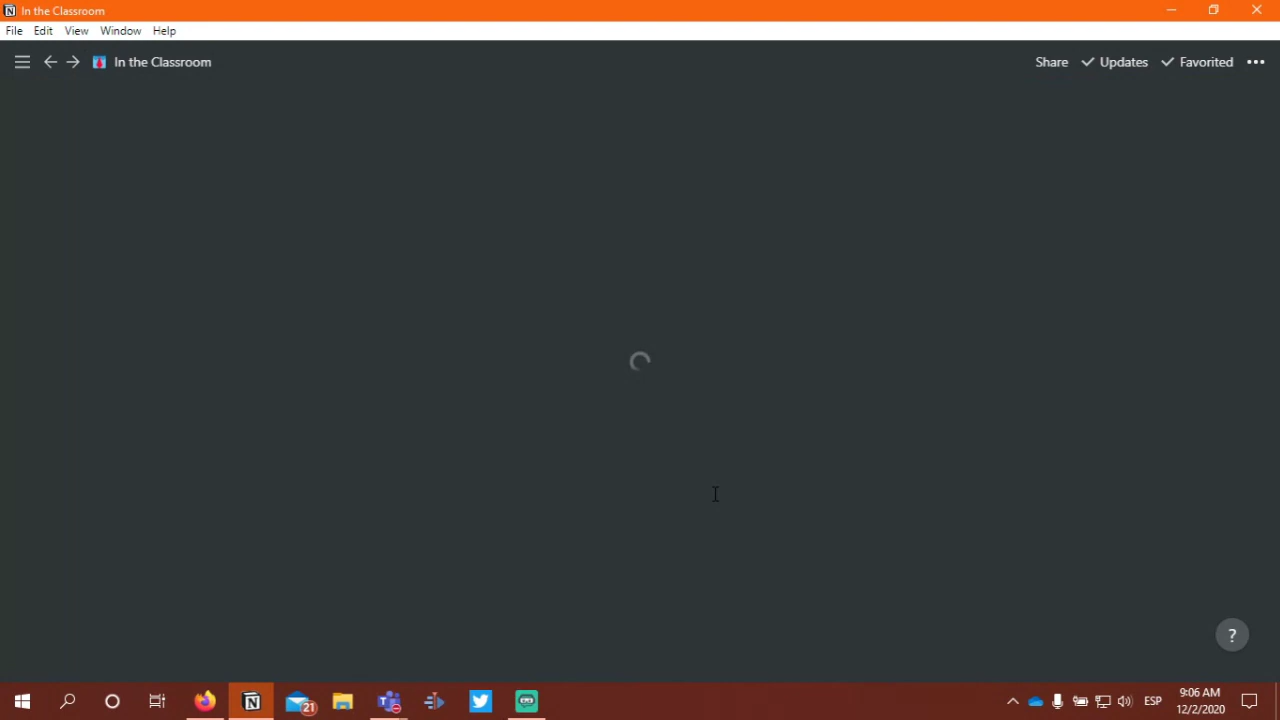 In the Classroom
File Edit View Window Help
In the Classroom
Share Updates Favorited
?
21
ESP
9:06 AM
12/2/2020